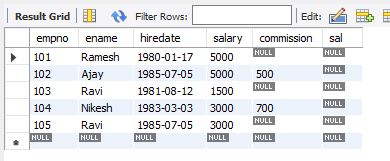 Result Grid Filter Rows: Edit:
empno ename hiredate salary commission sal
101 Ramesh 1980-01-17 5000 NULL NULL
102 Ajay 1985-07-05 5000 500 NULL
103 Ravi 1981-08-12 1500 NULL NULL
104 Nikesh 1983-03-03 3000 700 NULL
105 Ravi 1985-07-05 3000 NULL NULL
NULL NULL NULL NULL NULL NULL